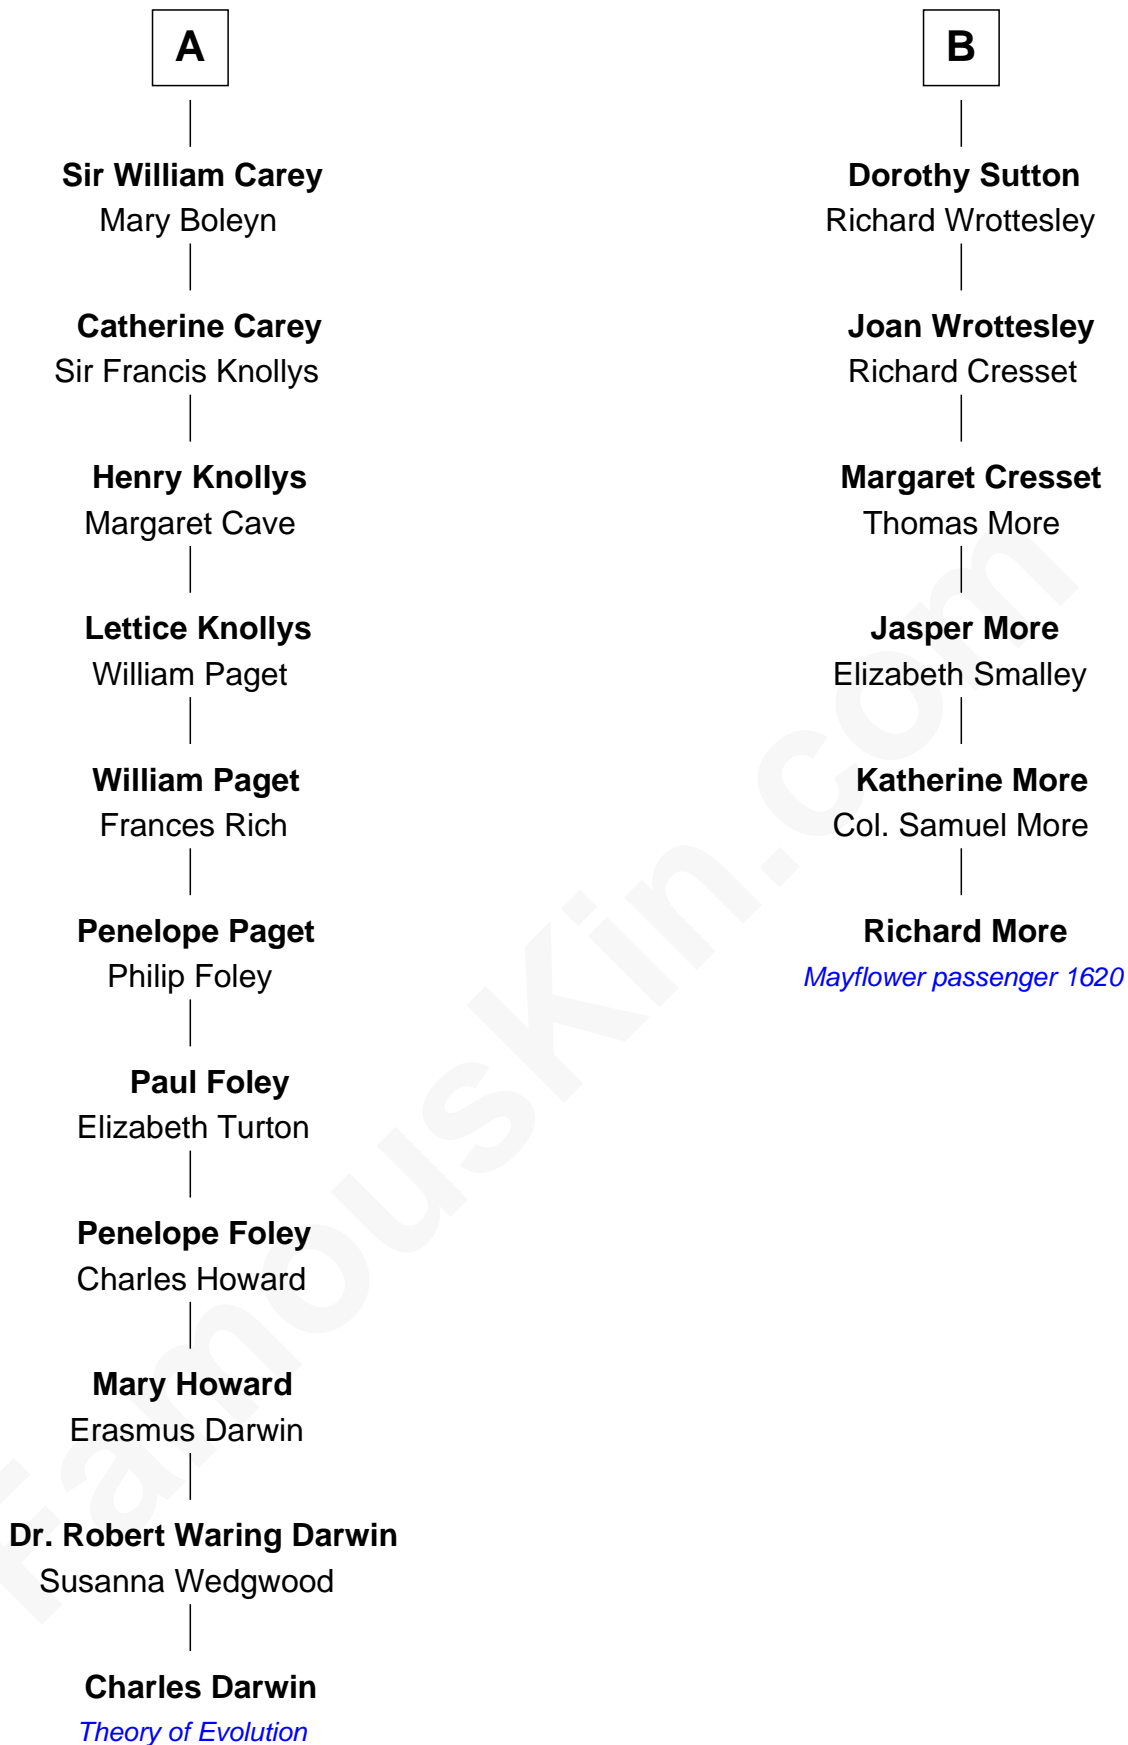 A
Sir William Carey
Mary Boleyn
Catherine Carey
Sir Francis Knollys
Henry Knollys
Margaret Cave
Lettice Knollys
William Paget
William Paget
Frances Rich
Penelope Paget
Philip Foley
Paul Foley
Elizabeth Turton
Penelope Foley
Charles Howard
Mary Howard
Erasmus Darwin
Dr. Robert Waring Darwin
Susanna Wedgwood
Charles Darwin
Theory of Evolution
B
Dorothy Sutton
Richard Wrottesley
Joan Wrottesley
Richard Cresset
Margaret Cresset
Thomas More
Jasper More
Elizabeth Smalley
Katherine More
Col. Samuel More
Richard More
Mayflower passenger 1620
FamousKin.com